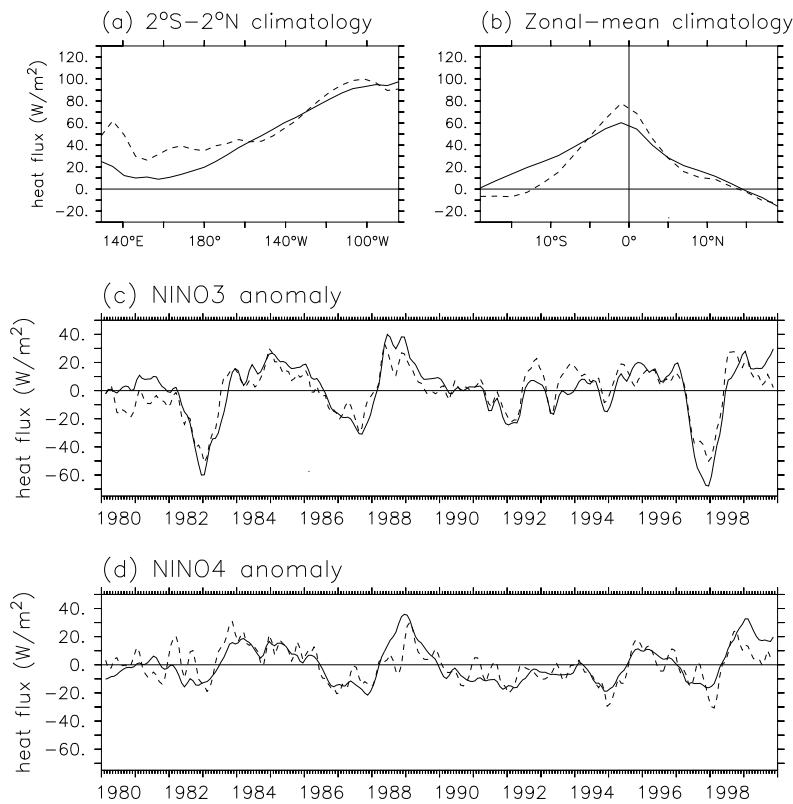 (a) 2°S–2°N climatology
(b) Zonal–mean climatology
heat flux (W/m²)
120.
100.
80.
60.
40.
20.
0.
−20.
140°E 180° 140°W 100°W
120.
100.
80.
60.
40.
20.
0.
−20.
10°S 0° 10°N
(c) NINO3 anomaly
heat flux (W/m²)
40.
20.
0.
−20.
−40.
−60.
1980 1982 1984 1986 1988 1990 1992 1994 1996 1998
(d) NINO4 anomaly
heat flux (W/m²)
40.
20.
0.
−20.
−40.
−60.
1980 1982 1984 1986 1988 1990 1992 1994 1996 1998